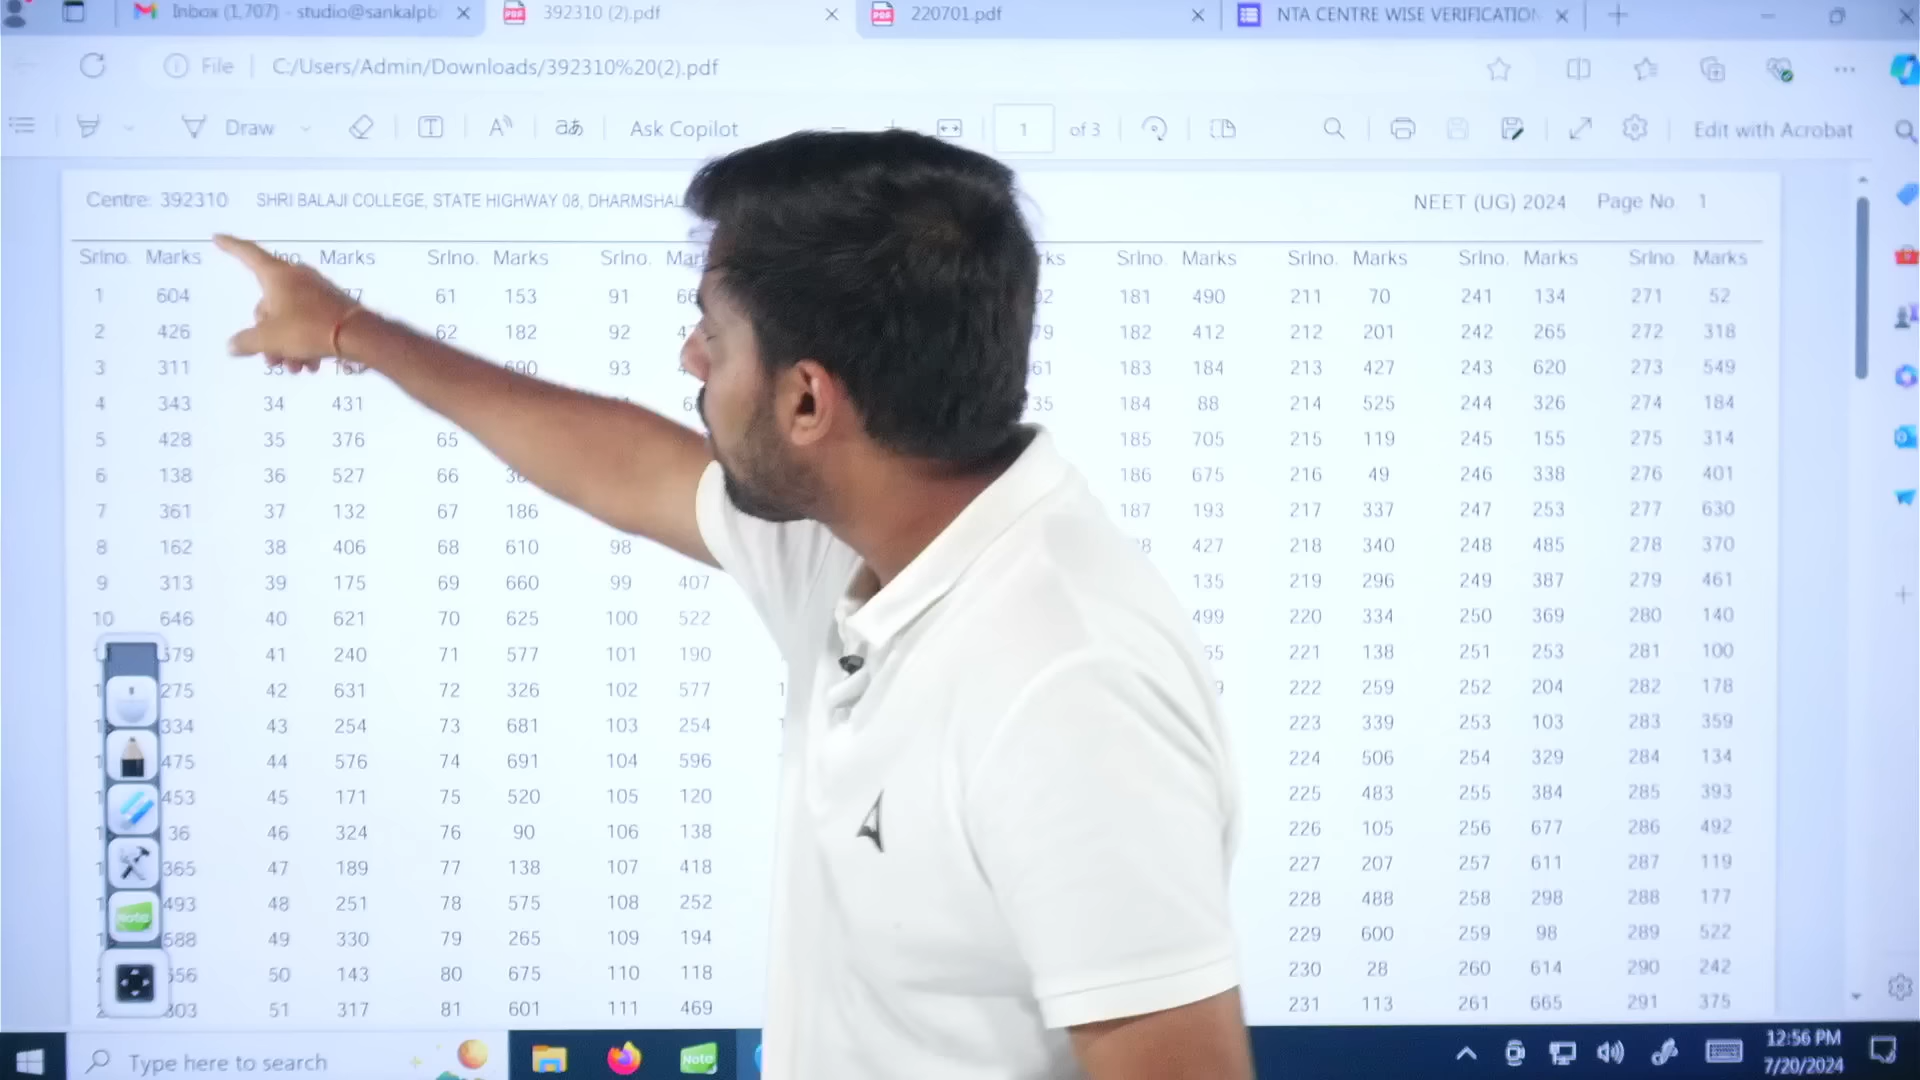 Inbox (1,707) - studio@sankalpb
392310 (2).pdf
220701.pdf
NTA CENTRE WISE VERIFICATION
File
C:/Users/Admin/Downloads/392310%20(2).pdf
Draw
Ask Copilot
1 of 3
Edit with Acrobat
Centre: 392310 SHRI BALAJI COLLEGE, STATE HIGHWAY 08, DHARMSHAL NEET (UG) 2024 Page No. 1
Srlno. Marks Marks Srlno. Marks Srlno. Srlno. Marks Srlno. Marks Srlno. Marks Srlno. Marks
1 604 61 153 91 181 490 211 70 241 134 271 52
2 426 62 182 92 182 412 212 201 242 265 272 318
3 311 93 183 184 213 427 243 620 273 549
4 343 34 431 184 88 214 525 244 326 274 184
5 428 35 376 65 185 705 215 119 245 155 275 314
6 138 36 527 66 186 675 216 49 246 338 276 401
7 361 37 132 67 186 187 193 217 337 247 253 277 630
8 162 38 406 68 610 98 427 218 340 248 485 278 370
9 313 39 175 69 660 99 407 135 219 296 249 387 279 461
10 646 40 621 70 625 100 522 499 220 334 250 369 280 140
41 240 71 577 101 190 221 138 251 253 281 100
275 42 631 72 326 102 577 222 259 252 204 282 178
334 43 254 73 681 103 254 223 339 253 103 283 359
475 44 576 74 691 104 596 224 506 254 329 284 134
453 45 171 75 520 105 120 225 483 255 384 285 393
36 46 324 76 90 106 138 226 105 256 677 286 492
365 47 189 77 138 107 418 227 207 257 611 287 119
493 48 251 78 575 108 252 228 488 258 298 288 177
588 49 330 79 265 109 194 229 600 259 98 289 522
50 143 80 675 110 118 230 28 260 614 290 242
51 317 81 601 111 469 231 113 261 665 291 375
Note
Type here to search
Note
12:56 PM
7/20/2024